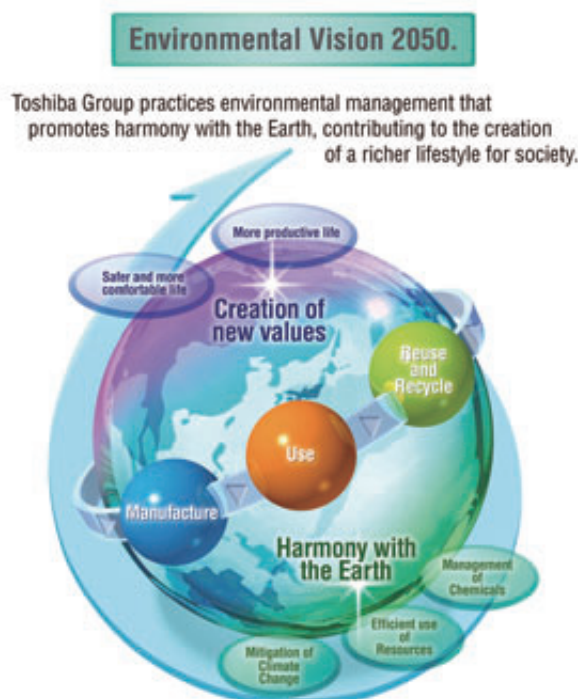 Environmental Vision 2050.
Toshiba Group practices environmental management that
promotes harmony with the Earth, contributing to the creation
of a richer lifestyle for society.
More productive life
Safer and more
comfortable life
Creation of
new values
Reuse
and
Recycle
Use
Manufacture
Harmony with
the Earth
Management
of
Chemicals
Efficient use
of
Resources
Mitigation of
Climate
Change